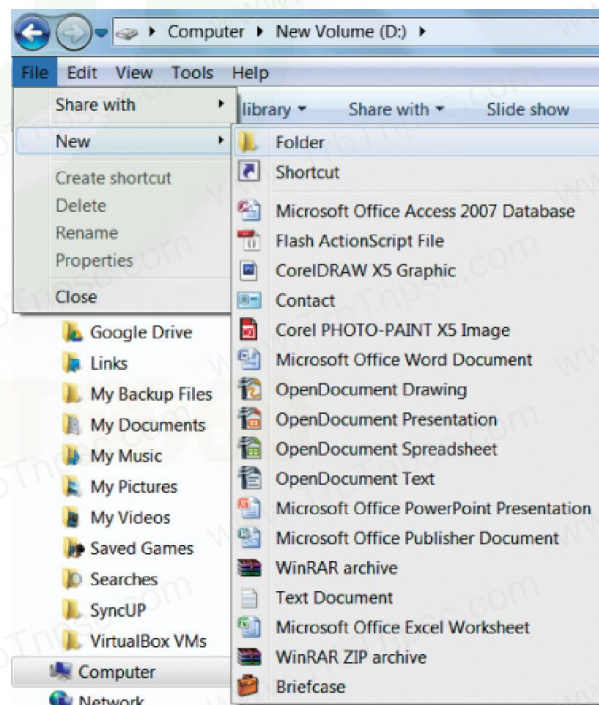 Computer New Volume (D:)
File Edit View Tools Help
Share with
library Share with Slide show
New
Folder
Shortcut
Create shortcut
Delete
Rename
Properties
Close
Microsoft Office Access 2007 Database
Flash ActionScript File
CorelDRAW X5 Graphic
Contact
Corel PHOTO-PAINT X5 Image
Microsoft Office Word Document
OpenDocument Drawing
OpenDocument Presentation
OpenDocument Spreadsheet
OpenDocument Text
Microsoft Office PowerPoint Presentation
Microsoft Office Publisher Document
WinRAR archive
Text Document
Microsoft Office Excel Worksheet
WinRAR ZIP archive
Briefcase
Google Drive
Links
My Backup Files
My Documents
My Music
My Pictures
My Videos
Saved Games
Searches
SyncUP
VirtualBox VMs
Computer
Network